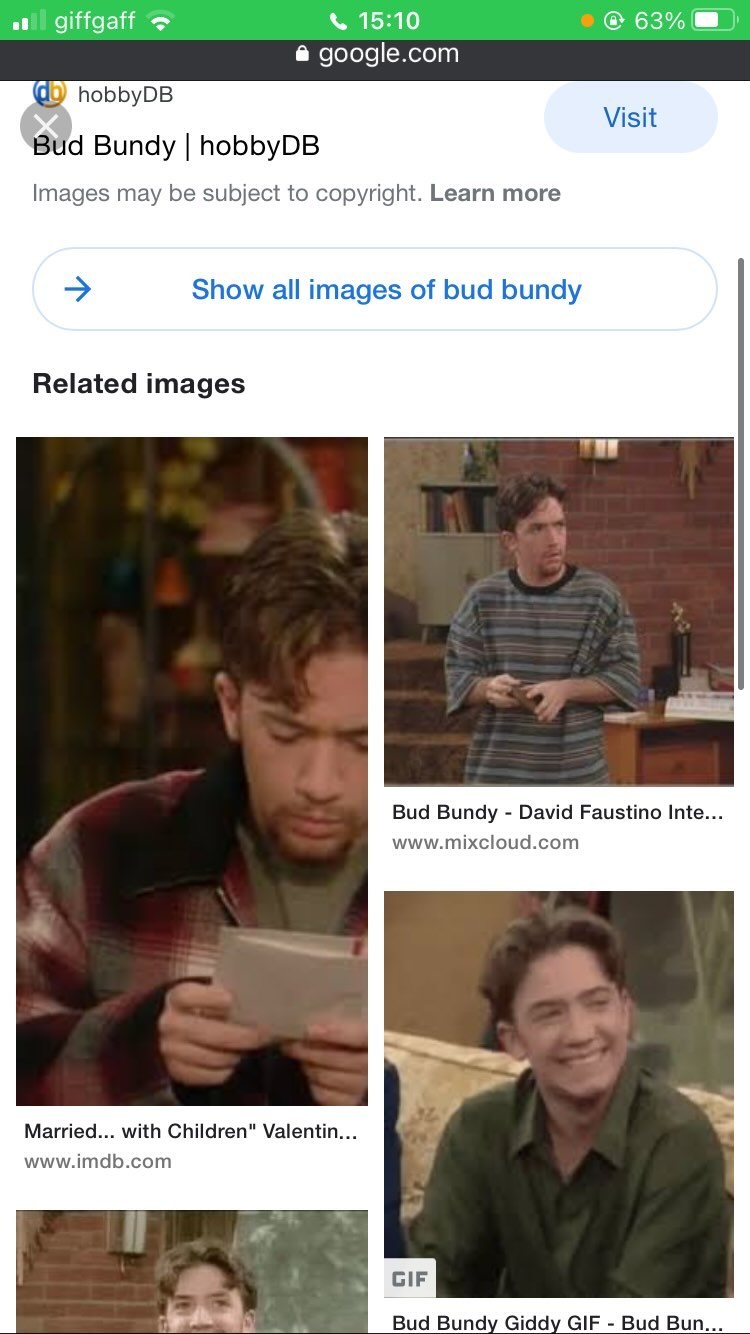 giffgaff 15:10 63%
google.com
db hobbyDB
Visit
Bud Bundy | hobbyDB
Images may be subject to copyright. Learn more
Show all images of bud bundy
Related images
Bud Bundy - David Faustino Inte...
www.mixcloud.com
Married... with Children" Valentin...
www.imdb.com
GIF
Bud Bundy Giddy GIF - Bud Bun...